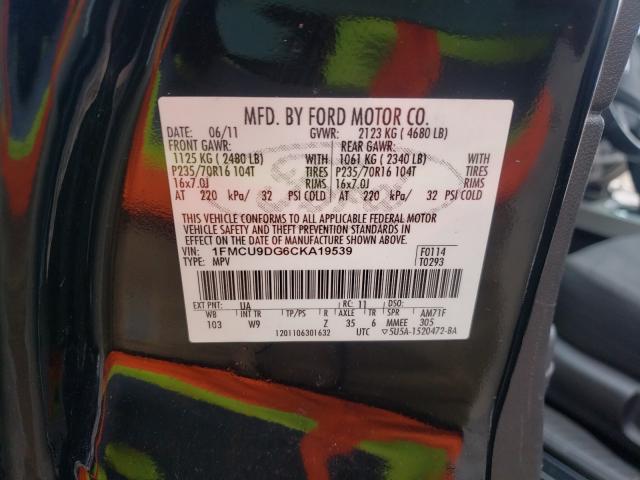 MFD. BY FORD MOTOR CO.
DATE: 06/11 GVWR: 2123 KG ( 4680 LB)
FRONT GAWR: REAR GAWR:
1125 KG ( 2480 LB) WITH 1061 KG ( 2340 LB) WITH
P235/70R16 104T TIRES P235/70R16 104T TIRES
16x7.0J RIMS 16x7.0J RIMS
AT 220 kPa/ 32 PSI COLD AT 220 kPa/ 32 PSI COLD
THIS VEHICLE CONFORMS TO ALL APPLICABLE FEDERAL MOTOR
VEHICLE SAFETY AND THEFT PREVENTION STANDARDS IN
EFFECT ON THE DATE OF MANUFACTURE SHOWN ABOVE.
VIN: 1FMCU9DG6CKA19539 F0114
TYPE: MPV T0293
EXT PNT: UA RC: 11 DSO:
WB INT TR TP/PS R AXLE TR SPR AM71F
103 W9 Z 35 6 MMEE 305
1201106301632 UTC 5U5A-1520472-BA